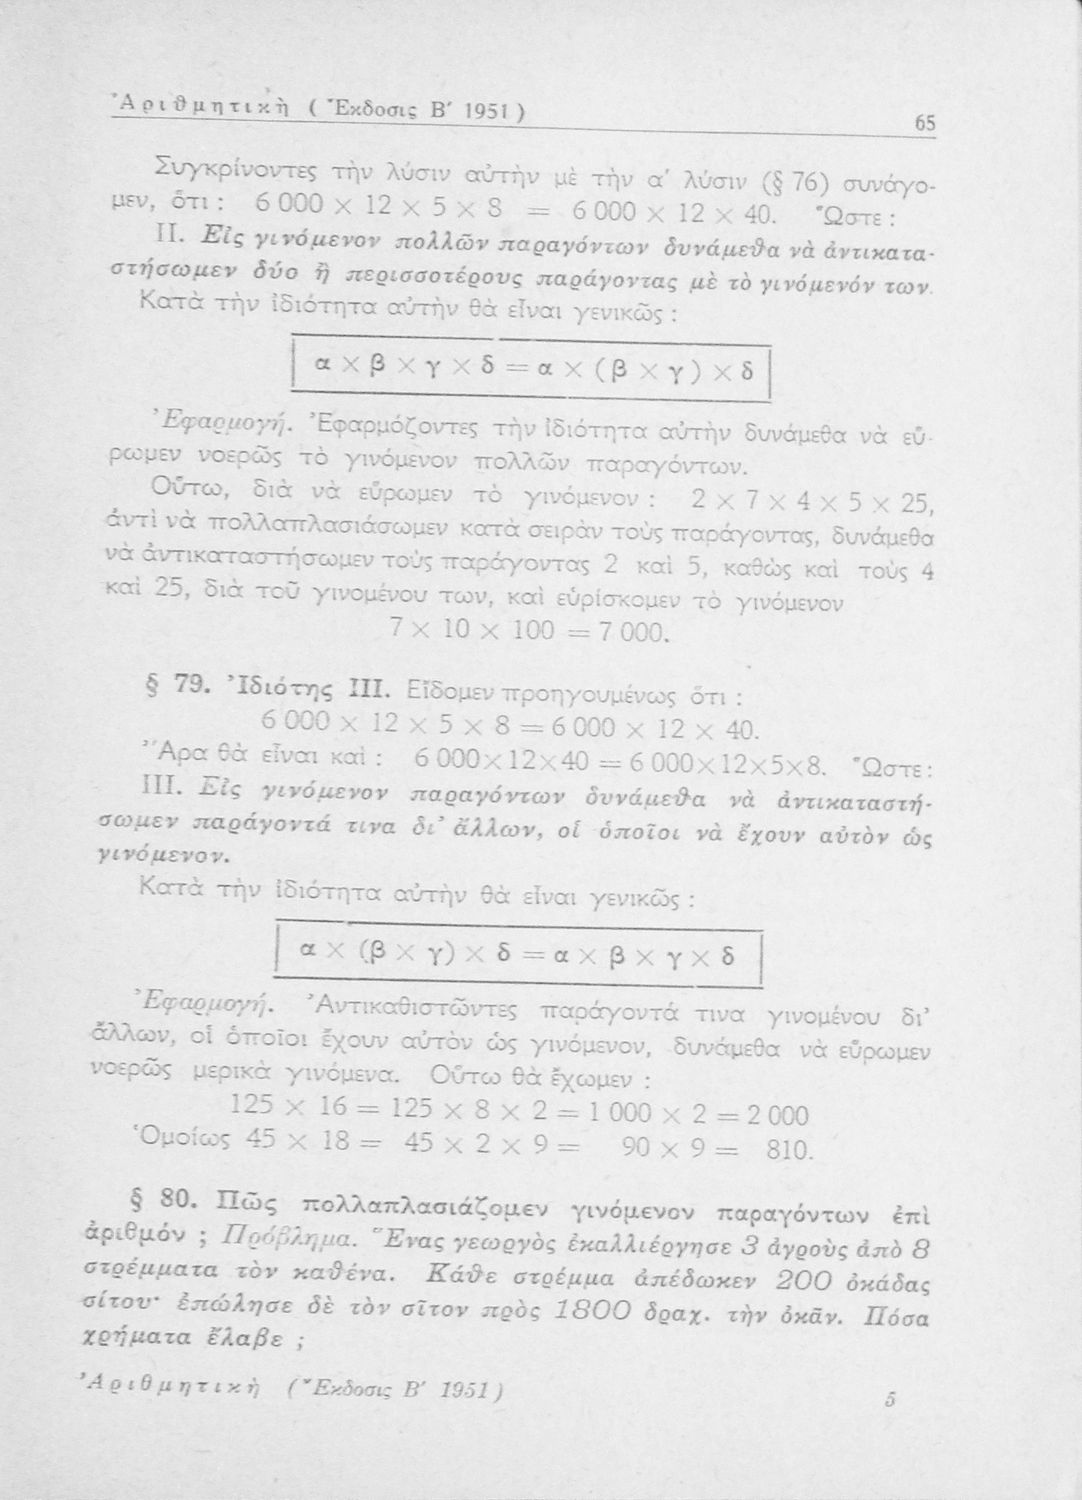 Ἀριθμητικὴ ( Ἔκδοσις Β΄ 1951 )
65
Συγκρίνοντες τὴν λύσιν αὐτὴν μὲ τὴν α΄ λύσιν (§ 76) συνάγο-
μεν, ὅτι : 6 000 × 12 × 5 × 8 = 6 000 × 12 × 40. Ὥστε :
II. Εἰς γινόμενον πολλῶν παραγόντων δυνάμεθα νὰ ἀντικατα-
στήσωμεν δύο ἢ περισσοτέρους παράγοντας μὲ τὸ γινόμενόν των.
Κατὰ τὴν ἰδιότητα αὐτὴν θὰ εἶναι γενικῶς :
α × β × γ × δ = α × (β × γ) × δ
Ἐφαρμογή. Ἐφαρμόζοντες τὴν ἰδιότητα αὐτὴν δυνάμεθα νὰ εὕ-
ρωμεν νοερῶς τὸ γινόμενον πολλῶν παραγόντων.
Οὕτω, διὰ νὰ εὕρωμεν τὸ γινόμενον : 2 × 7 × 4 × 5 × 25,
ἀντὶ νὰ πολλαπλασιάσωμεν κατὰ σειρὰν τοὺς παράγοντας, δυνάμεθα
νὰ ἀντικαταστήσωμεν τοὺς παράγοντας 2 καὶ 5, καθὼς καὶ τοὺς 4
καὶ 25, διὰ τοῦ γινομένου των, καὶ εὑρίσκομεν τὸ γινόμενον
7 × 10 × 100 = 7 000.
§ 79. Ἰδιότης III. Εἴδομεν προηγουμένως ὅτι :
6 000 × 12 × 5 × 8 = 6 000 × 12 × 40.
Ἄρα θὰ εἶναι καὶ : 6 000×12×40 = 6 000×12×5×8. Ὥστε :
III. Εἰς γινόμενον παραγόντων δυνάμεθα νὰ ἀντικαταστή-
σωμεν παράγοντά τινα δι᾽ ἄλλων, οἱ ὁποῖοι νὰ ἔχουν αὐτὸν ὡς
γινόμενον.
Κατὰ τὴν ἰδιότητα αὐτὴν θὰ εἶναι γενικῶς :
α × (β × γ) × δ = α × β × γ × δ
Ἐφαρμογή. Ἀντικαθιστῶντες παράγοντά τινα γινομένου δι᾽
ἄλλων, οἱ ὁποῖοι ἔχουν αὐτὸν ὡς γινόμενον, δυνάμεθα νὰ εὕρωμεν
νοερῶς μερικὰ γινόμενα. Οὕτω θὰ ἔχωμεν :
125 × 16 = 125 × 8 × 2 = 1 000 × 2 = 2 000
Ὁμοίως 45 × 18 = 45 × 2 × 9 = 90 × 9 = 810.
§ 80. Πῶς πολλαπλασιάζομεν γινόμενον παραγόντων ἐπὶ
ἀριθμόν ; Πρόβλημα. Ἕνας γεωργὸς ἐκαλλιέργησε 3 ἀγροὺς ἀπὸ 8
στρέμματα τὸν καθένα. Κάθε στρέμμα ἀπέδωκεν 200 ὀκάδας
σίτου· ἐπώλησε δὲ τὸν σῖτον πρὸς 1800 δραχ. τὴν ὀκᾶν. Πόσα
χρήματα ἔλαβε ;
Ἀριθμητικὴ (Ἔκδοσις Β΄ 1951)
5